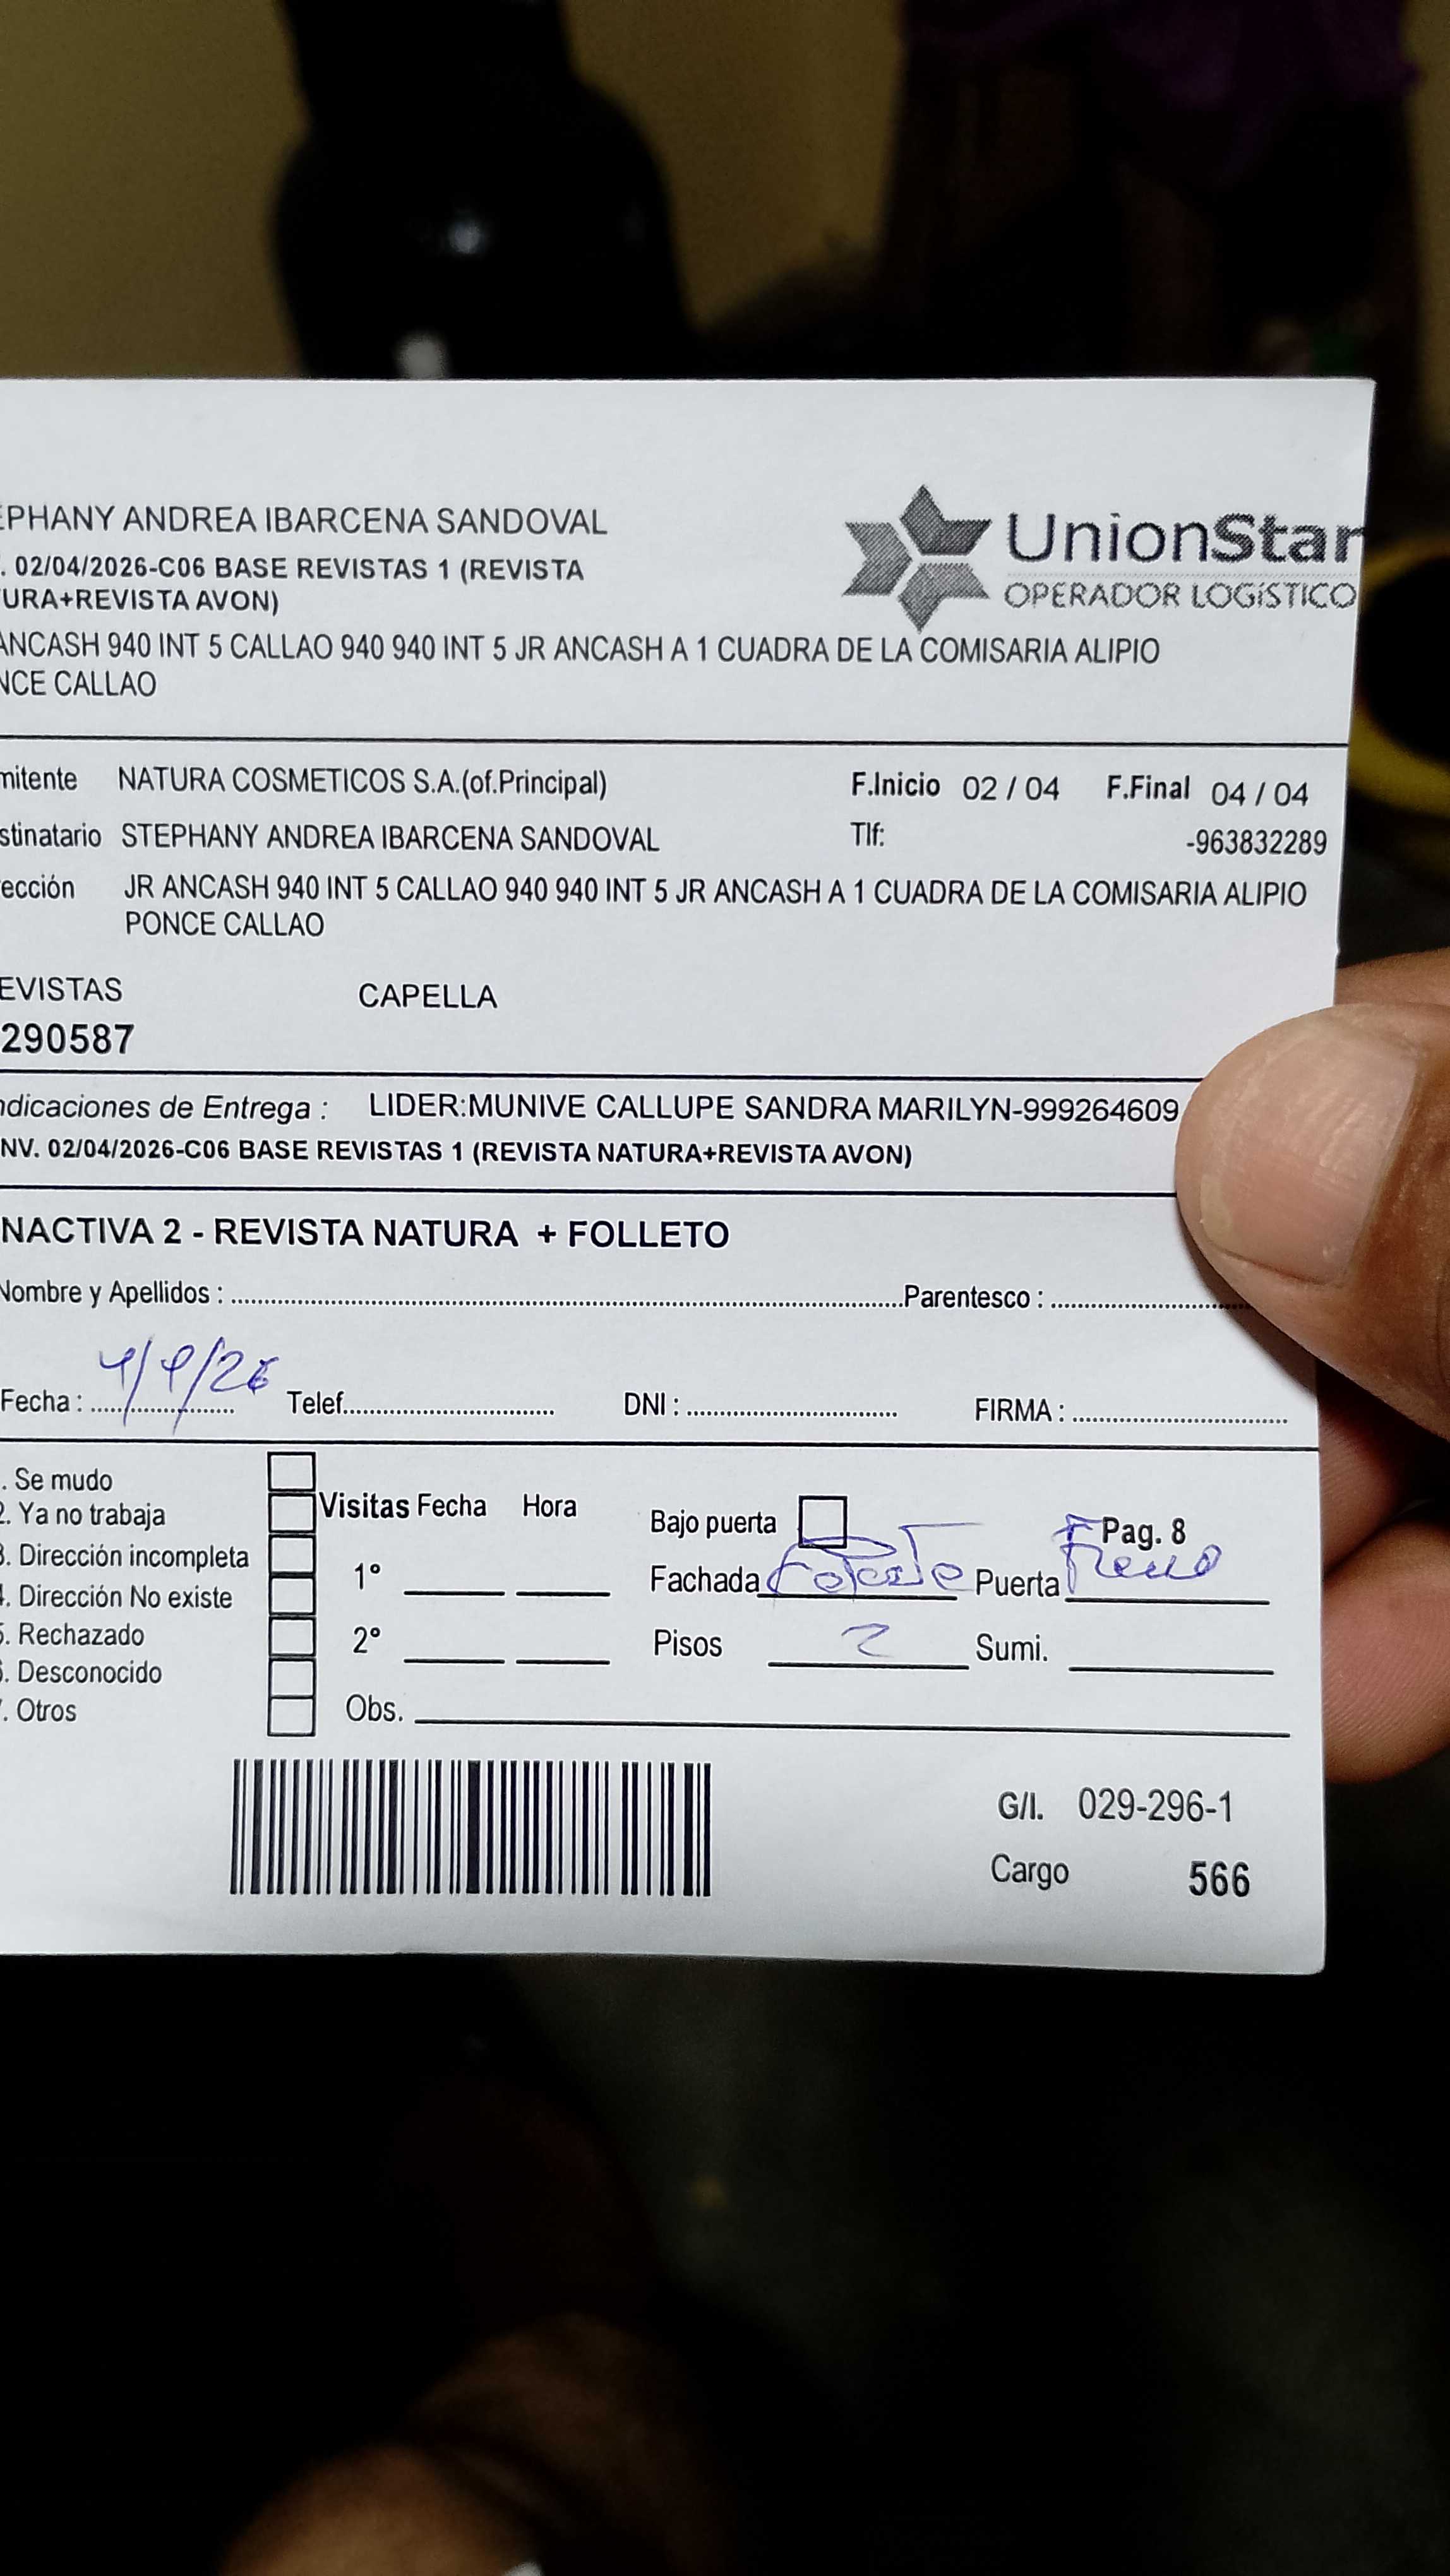 EPHANY ANDREA IBARCENA SANDOVAL
. 02/04/2026-C06 BASE REVISTAS 1 (REVISTA
URA+REVISTA AVON)
UnionStar
OPERADOR LOGíSTICO
ANCASH 940 INT 5 CALLAO 940 940 INT 5 JR ANCASH A 1 CUADRA DE LA COMISARIA ALIPIO
NCE CALLAO
mitente NATURA COSMETICOS S.A.(of.Principal) F.Inicio 02 / 04 F.Final 04 / 04
stinatario STEPHANY ANDREA IBARCENA SANDOVAL Tlf: -963832289
ección JR ANCASH 940 INT 5 CALLAO 940 940 INT 5 JR ANCASH A 1 CUADRA DE LA COMISARIA ALIPIO
PONCE CALLAO
EVISTAS CAPELLA
290587
ndicaciones de Entrega : LIDER:MUNIVE CALLUPE SANDRA MARILYN-999264609
NV. 02/04/2026-C06 BASE REVISTAS 1 (REVISTA NATURA+REVISTA AVON)
NACTIVA 2 - REVISTA NATURA + FOLLETO
Nombre y Apellidos : Parentesco :
Fecha : 4/4/26 Telef. DNI : FIRMA :
. Se mudo
2. Ya no trabaja
3. Dirección incompleta
4. Dirección No existe
5. Rechazado
6. Desconocido
7. Otros
Visitas Fecha Hora
1°
2°
Obs.
Bajo puerta Pag. 8
Fachada Puerta
Pisos 2 Sumi.
G/I. 029-296-1
Cargo 566